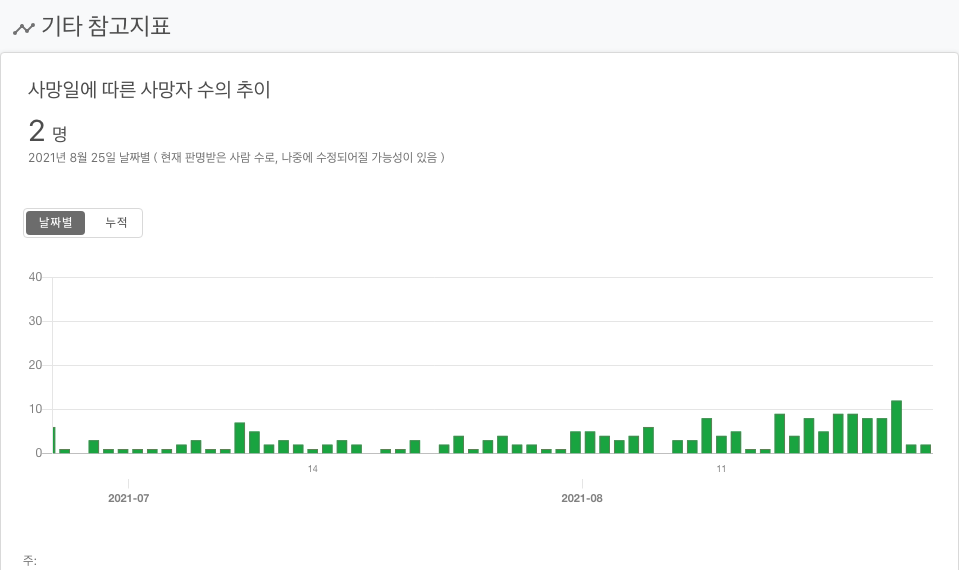 기타 참고지표
사망일에 따른 사망자 수의 추이
2 명
2021년 8월 25일 날짜별 ( 현재 판명받은 사람 수로, 나중에 수정되어질 가능성이 있음 )
날짜별 누적
40
30
20
10
0
14 11
2021-07 2021-08
주: